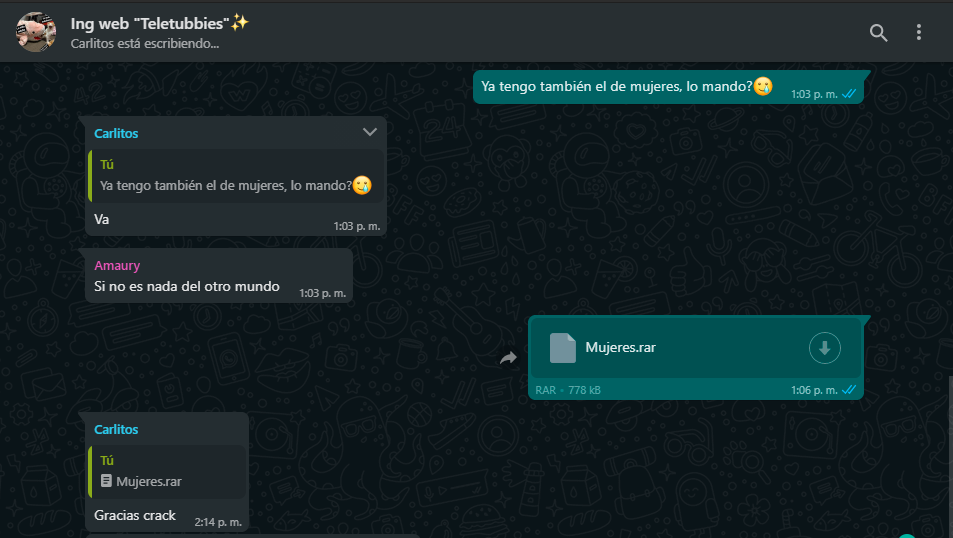 Ing web "Teletubbies"✨
Carlitos está escribiendo...
Ya tengo también el de mujeres, lo mando?🥲
1:03 p. m.
Carlitos
Tú
Ya tengo también el de mujeres, lo mando?🥲
Va
1:03 p. m.
Amaury
Si no es nada del otro mundo
1:03 p. m.
Mujeres.rar
RAR • 778 kB
1:06 p. m.
Carlitos
Tú
Mujeres.rar
Gracias crack
2:14 p. m.